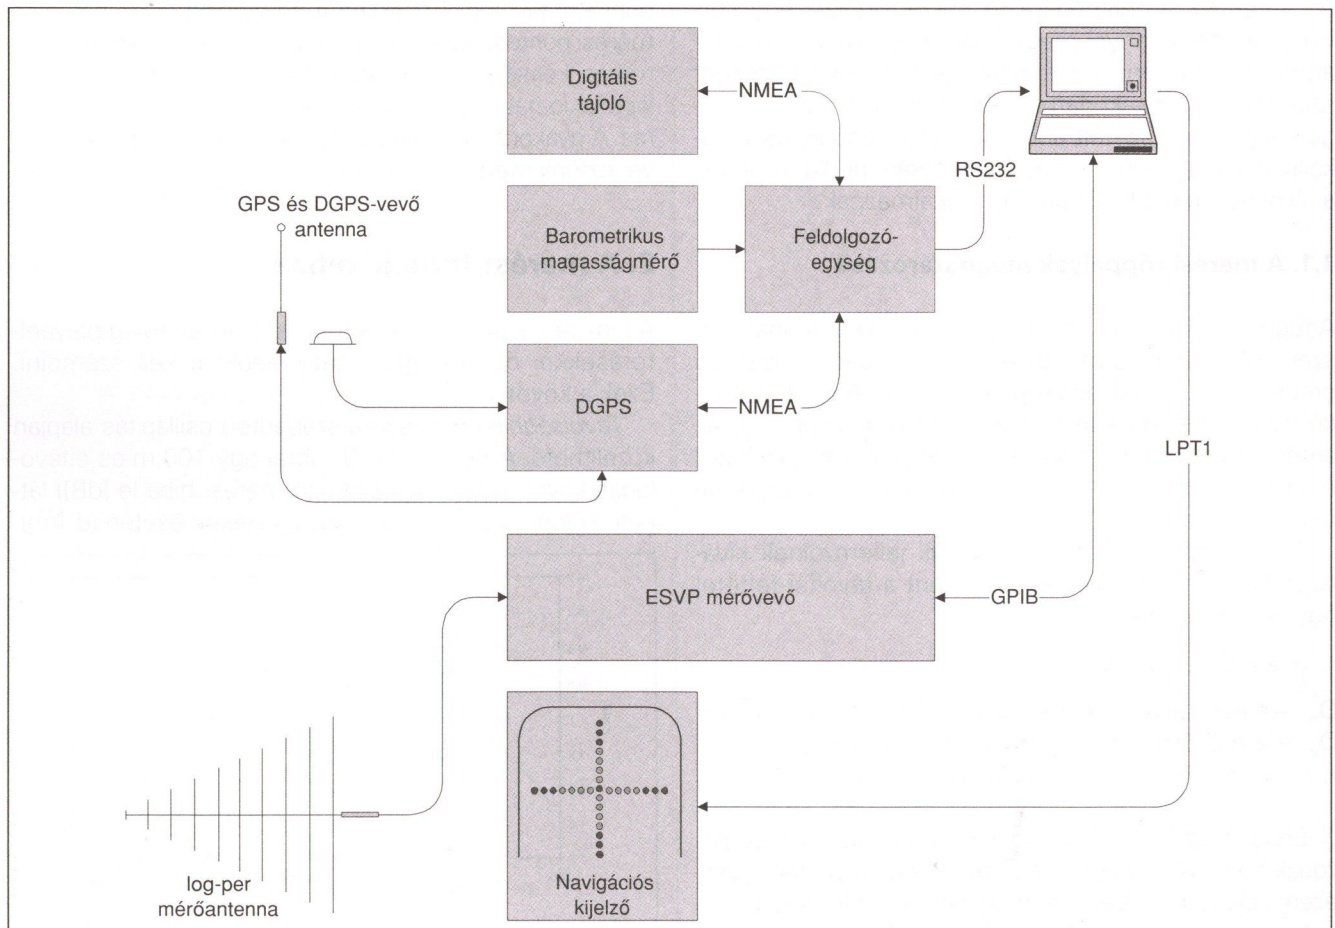 Digitális
tájoló
NMEA
RS232
GPS és DGPS-vevő
antenna
Barometrikus
magasságmérő
Feldolgozó-
egység
DGPS
NMEA
LPT1
ESVP mérővevő
GPIB
log-per
mérőantenna
Navigációs
kijelző